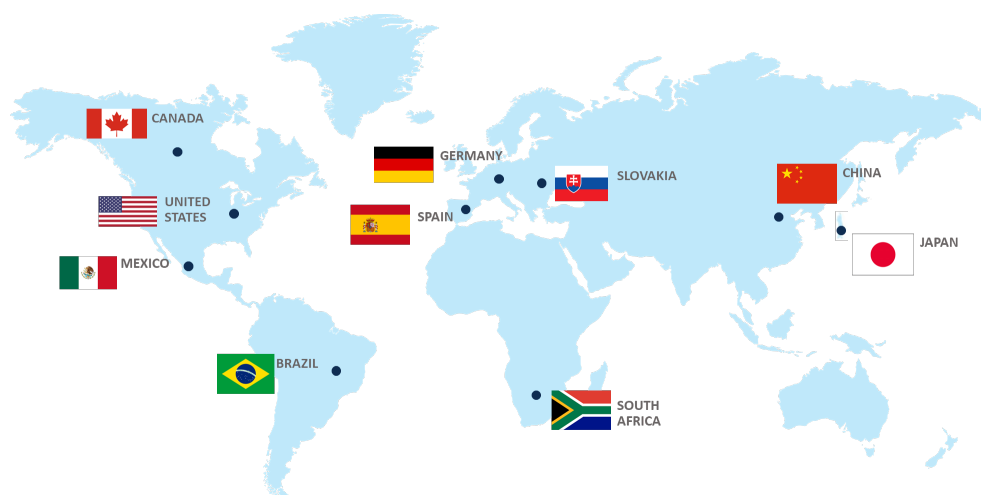 CANADA
GERMANY
SLOVAKIA
CHINA
UNITED
STATES
SPAIN
JAPAN
MEXICO
BRAZIL
SOUTH
AFRICA